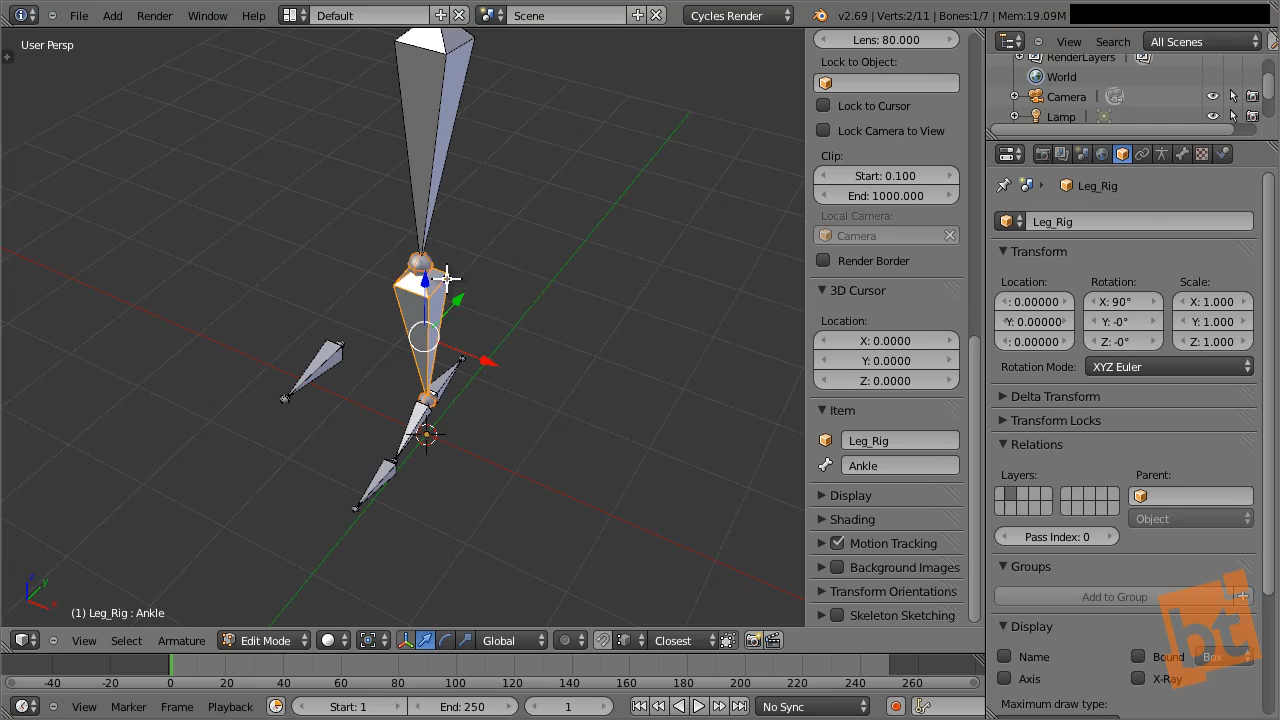 File Add Render Window Help Default Scene Cycles Render v2.69 | Verts:2/11 | Bones:1/7 | Mem:19.09M
User Persp
Lens: 80.000
Lock to Object:
Lock to Cursor
Lock Camera to View
Clip:
Start: 0.100
End: 1000.000
Local Camera:
Camera
Render Border
3D Cursor
Location:
X: 0.0000
Y: 0.0000
Z: 0.0000
Item
Leg_Rig
Ankle
Display
Shading
Motion Tracking
Background Images
Transform Orientations
Skeleton Sketching
View Search All Scenes
RenderLayers
World
Camera
Lamp
Leg_Rig
Leg_Rig
Transform
Location: Rotation: Scale:
: 0.00000 X: 90° X: 1.000
Y: 0.00000 Y: -0° Y: 1.000
: 0.00000 Z: -0° Z: 1.000
Rotation Mode: XYZ Euler
Delta Transform
Transform Locks
Relations
Layers: Parent:
Object
Pass Index: 0
Groups
Add to Group
Display
Name Bound Box
Axis X-Ray
Maximum draw type:
bt
z
y
x
(1) Leg_Rig : Ankle
View Select Armature Edit Mode Global Closest
-40 -20 0 20 40 60 80 100 120 140 160 180 200 220 240 260
View Marker Frame Playback Start: 1 End: 250 1 No Sync